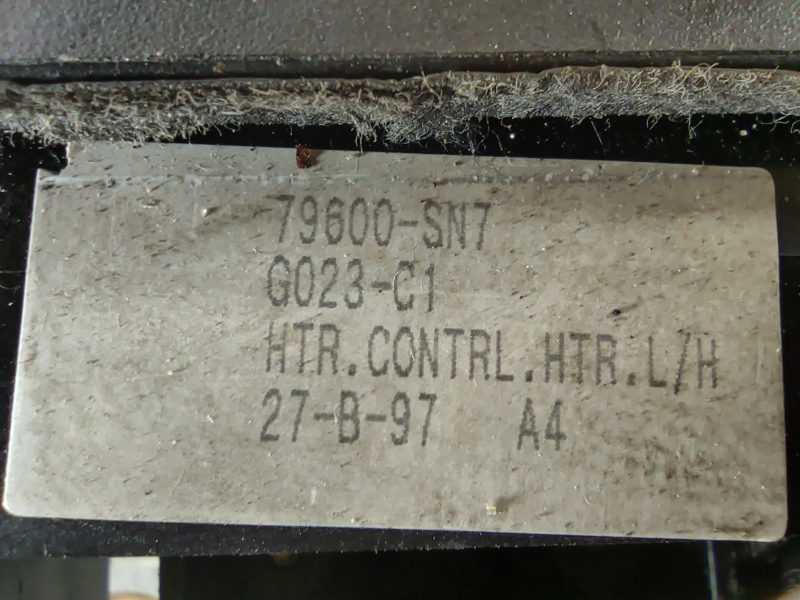 79600-SN7
G023-C1
HTR.CONTRL.HTR.L/H
27-B-97 A4